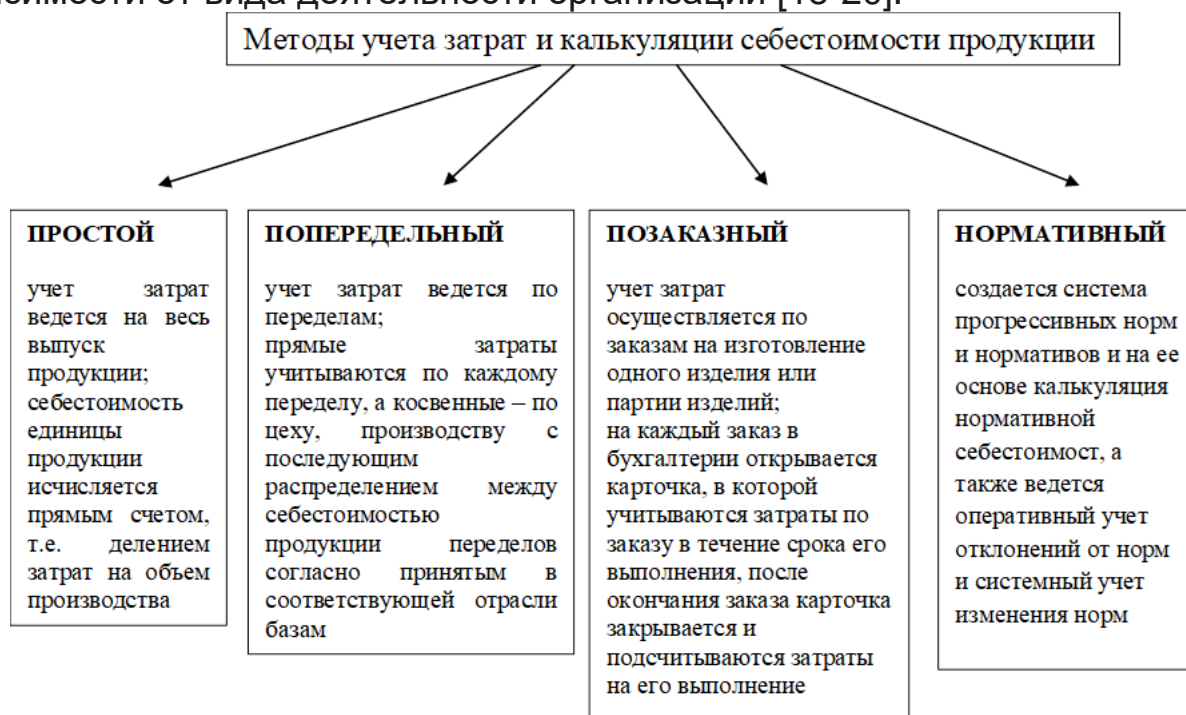 симости от вида деятельности организации
Методы учета затрат и калькуляции себестоимости продукции
ПРОСТОЙ
учет затрат
ведется на весь
выпуск
продукции;
себестоимость
единицы
продукции
исчисляется
прямым счетом,
т.е. делением
затрат на объем
производства
ПОПЕРЕДЕЛЬНЫЙ
учет затрат ведется по
переделам;
прямые затраты
учитываются по каждому
переделу, а косвенные – по
цеху, производству с
последующим
распределением между
себестоимостью
продукции переделов
согласно принятым в
соответствующей отрасли
базам
ПОЗАКАЗНЫЙ
учет затрат
осуществляется по
заказам на изготовление
одного изделия или
партии изделий;
на каждый заказ в
бухгалтерии открывается
карточка, в которой
учитываются затраты по
заказу в течение срока его
выполнения, после
окончания заказа карточка
закрывается и
подсчитываются затраты
на его выполнение
НОРМАТИВНЫЙ
создается система
прогрессивных норм
и нормативов и на ее
основе калькуляция
нормативной
себестоимост, а
также ведется
оперативный учет
отклонений от норм
и системный учет
изменения норм